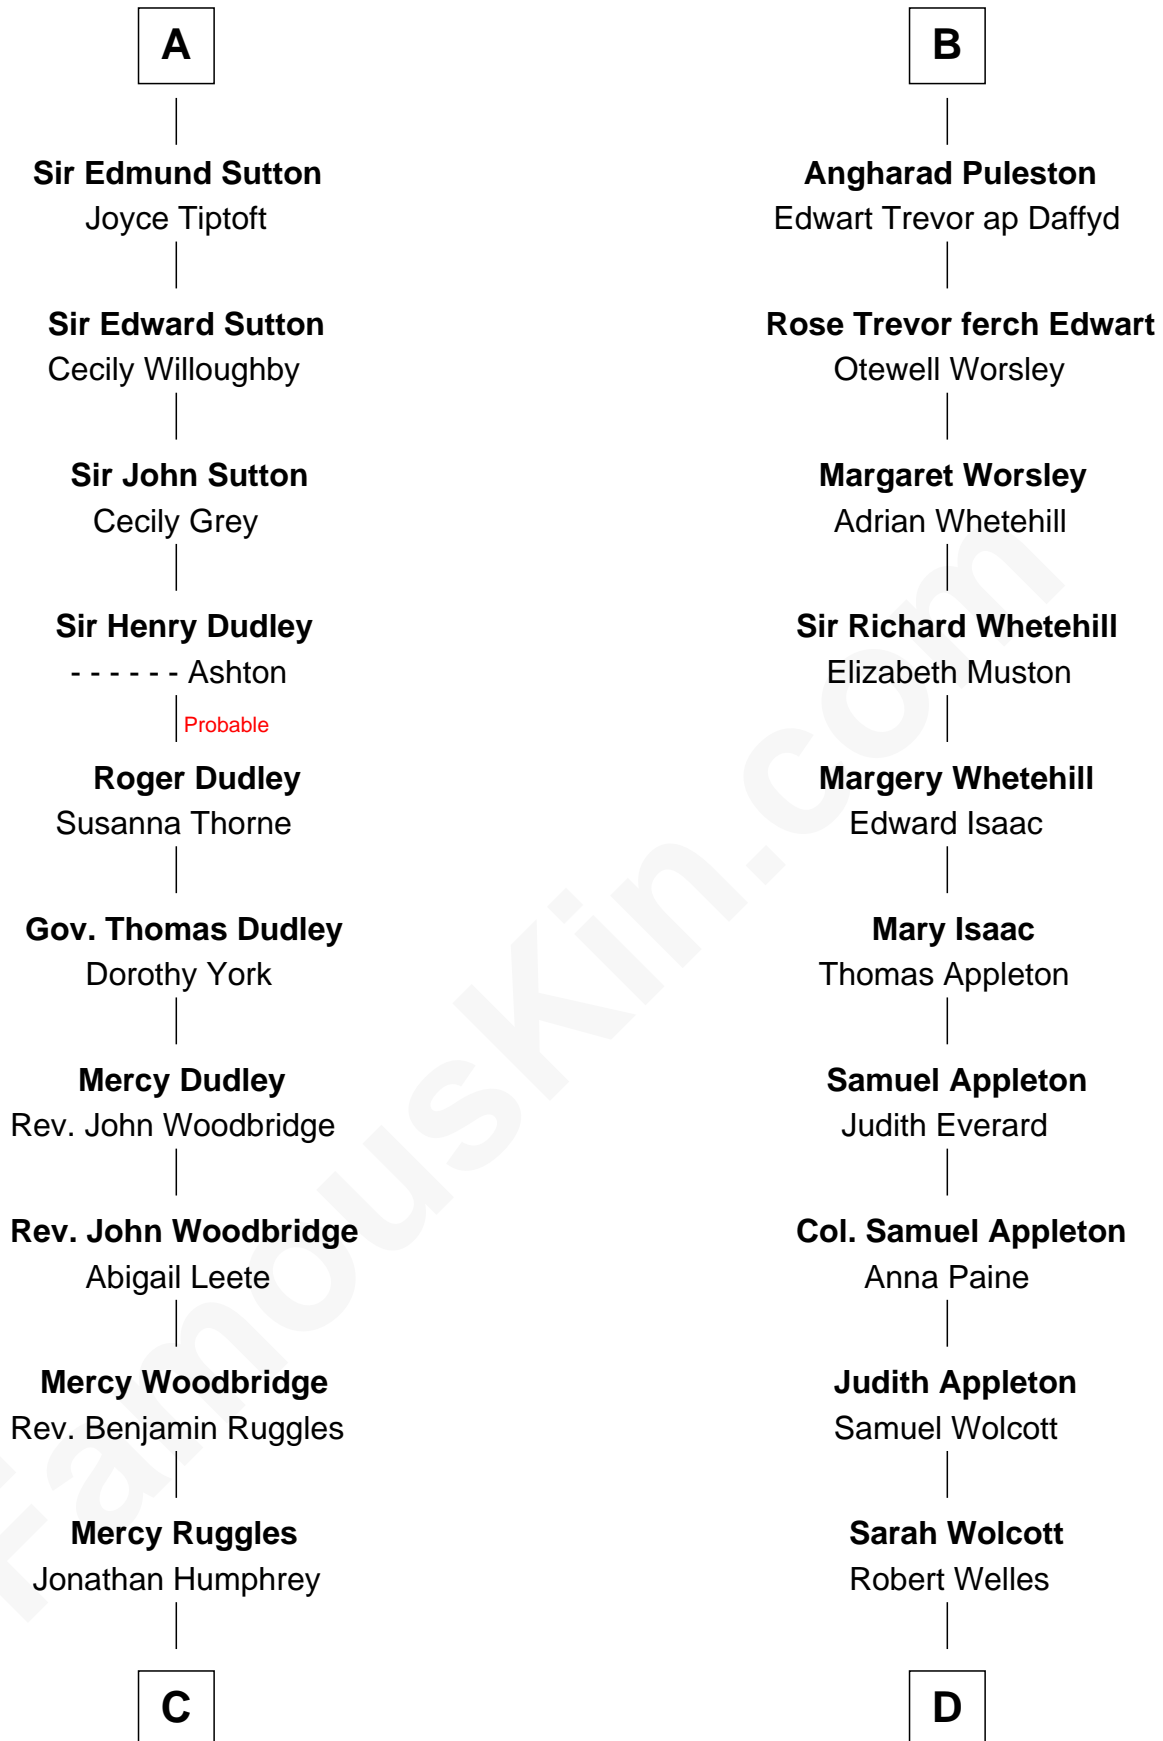 A
Sir Edmund Sutton
Joyce Tiptoft
Sir Edward Sutton
Cecily Willoughby
Sir John Sutton
Cecily Grey
Sir Henry Dudley
- - - - - - Ashton
Probable
Roger Dudley
Susanna Thorne
Gov. Thomas Dudley
Dorothy York
Mercy Dudley
Rev. John Woodbridge
Rev. John Woodbridge
Abigail Leete
Mercy Woodbridge
Rev. Benjamin Ruggles
Mercy Ruggles
Jonathan Humphrey
C
B
Angharad Puleston
Edwart Trevor ap Daffyd
Rose Trevor ferch Edwart
Otewell Worsley
Margaret Worsley
Adrian Whetehill
Sir Richard Whetehill
Elizabeth Muston
Margery Whetehill
Edward Isaac
Mary Isaac
Thomas Appleton
Samuel Appleton
Judith Everard
Col. Samuel Appleton
Anna Paine
Judith Appleton
Samuel Wolcott
Sarah Wolcott
Robert Welles
D
FamousKin.com